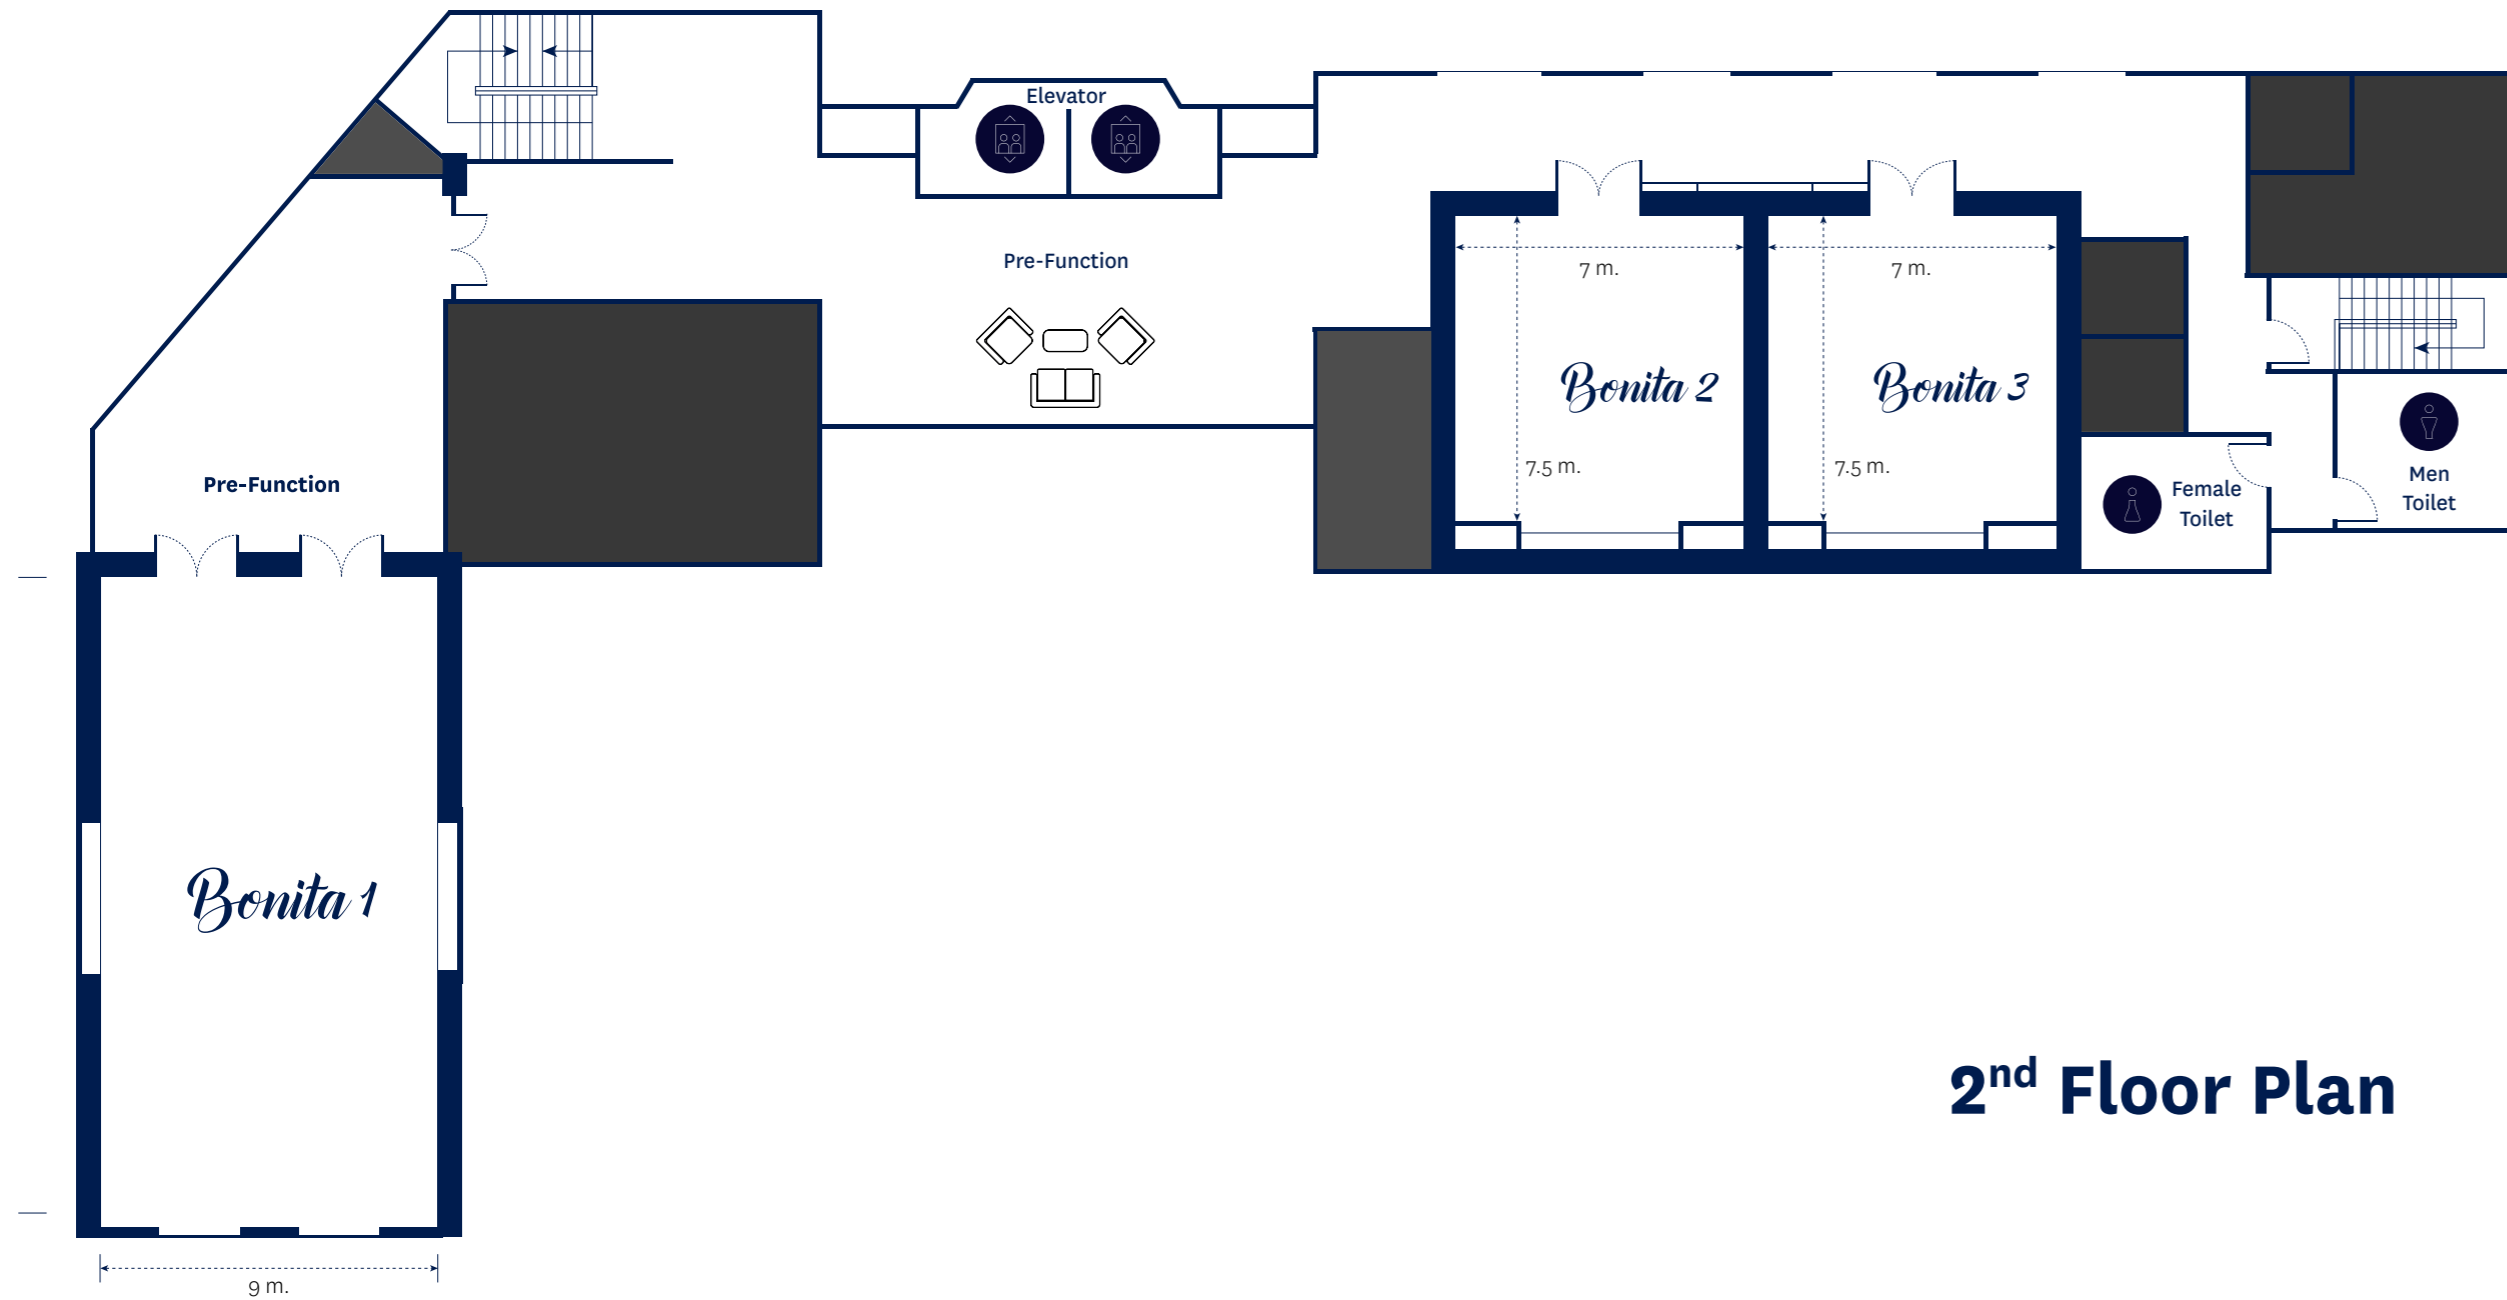 Elevator
Pre-Function
7 m.
7 m.
Bonita 2
Bonita 3
7.5 m.
7.5 m.
Female
Toilet
Men
Toilet
Pre-Function
Bonita 1
9 m.
2nd Floor Plan